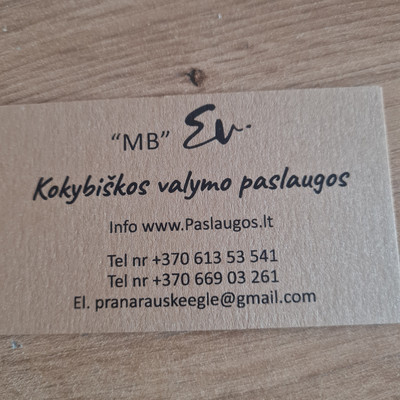 "MB" Ev.
Kokybiškos valymo paslaugos
Info www.Paslaugos.lt
Tel nr +370 613 53 541
Tel nr +370 669 03 261
El. pranarauskeegle@gmail.com